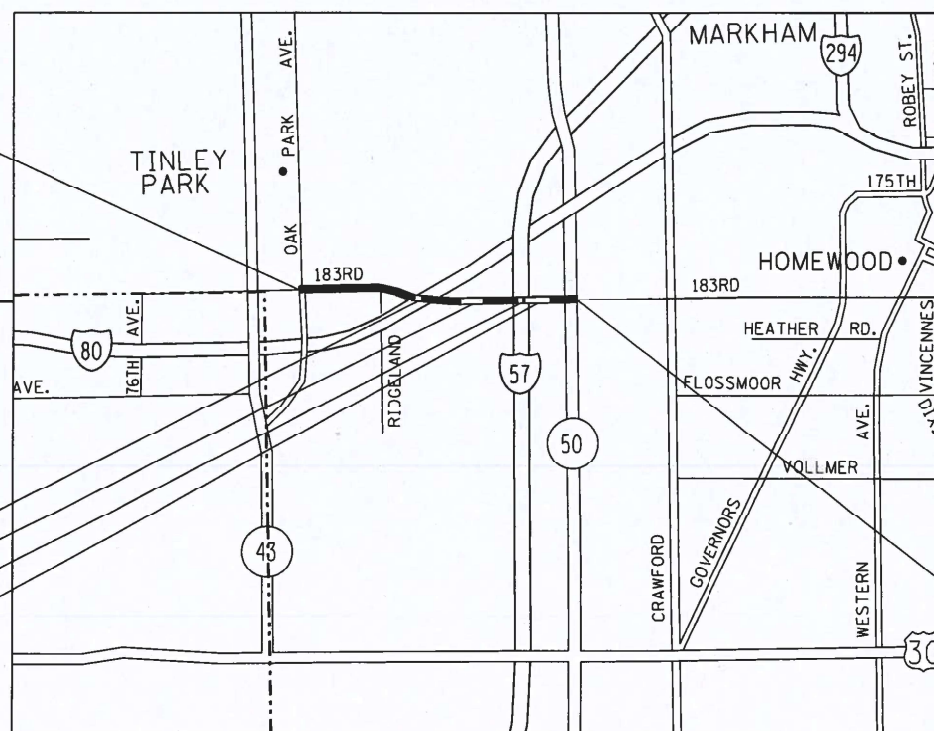 MARKHAM
294
ROBEY ST.
PARK AVE.
TINLEY
PARK
175TH
OAK
HOMEWOOD
183RD
183RD
76TH AVE.
HEATHER RD.
80
57
RIDGELAND
FLOSSMOOR
HWY.
VINCENNES
AVE.
50
AVE.
VOLLMER
43
CRAWFORD
GOVERNORS
WESTERN
30